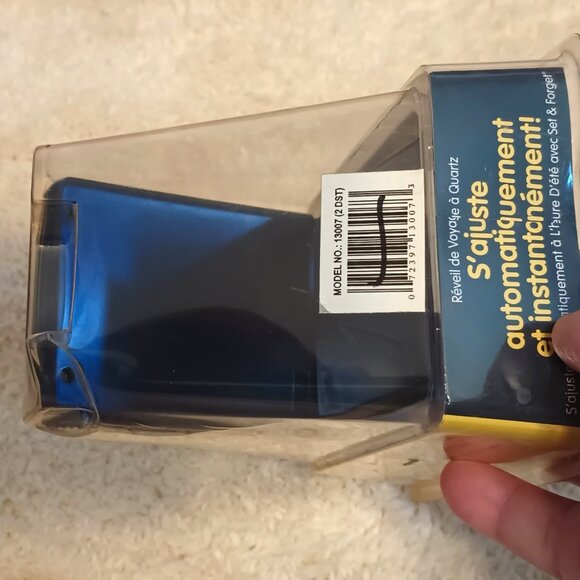 MODEL NO.: 13007 (2 DST)
0 72397 13007 3
Réveil de Voyage à Quartz
S'ajuste
automatiquement
et instantanément!
S'ajuste automatiquement à L'hure D'été avec Set & Forget®